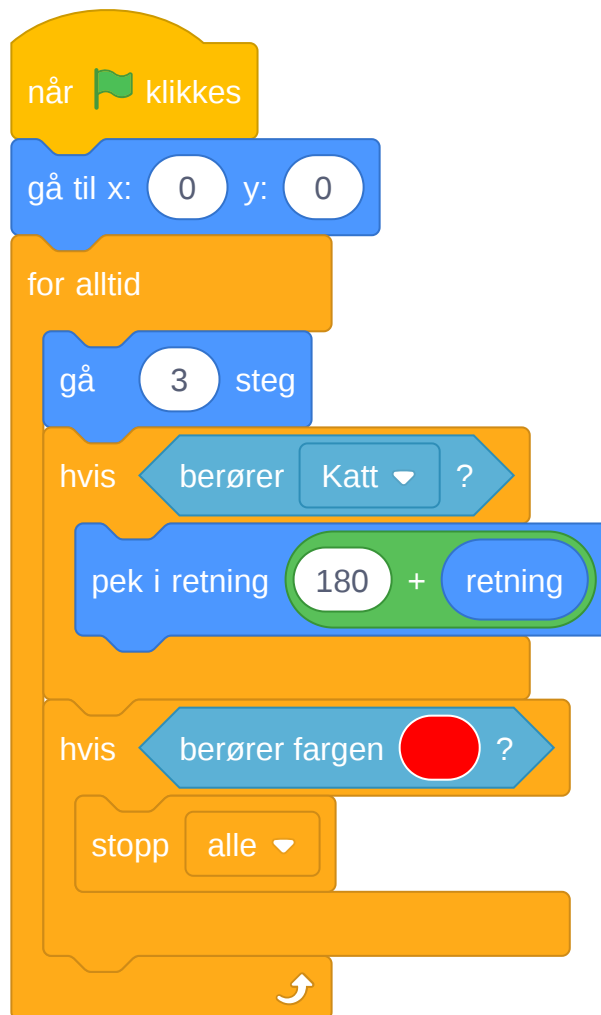 når klikkes
gå til x: 0 y: 0
for alltid
gå 3 steg
hvis berører Katt ?
pek i retning 180 + retning
hvis berører fargen ?
stopp alle